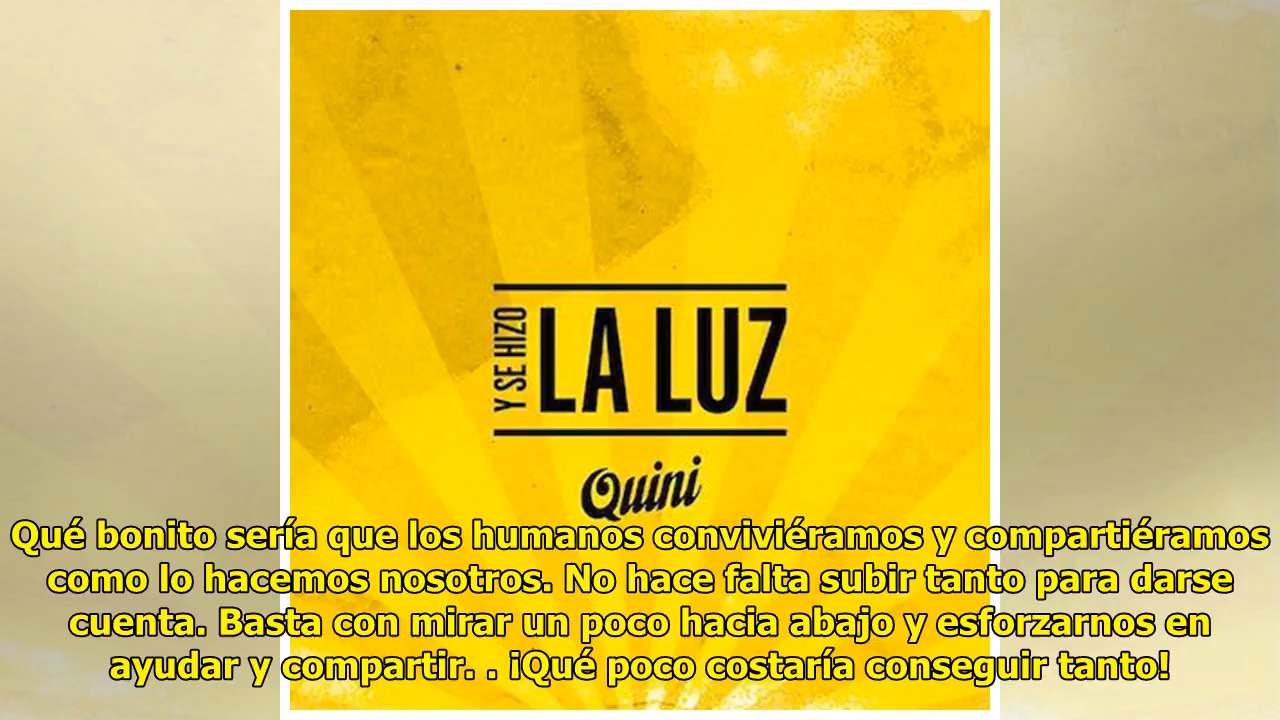 Y SE HIZO
LA LUZ
Quini
Qué bonito sería que los humanos conviviéramos y compartiéramos
como lo hacemos nosotros. No hace falta subir tanto para darse
cuenta. Basta con mirar un poco hacia abajo y esforzarnos en
ayudar y compartir. . ¡Qué poco costaría conseguir tanto!